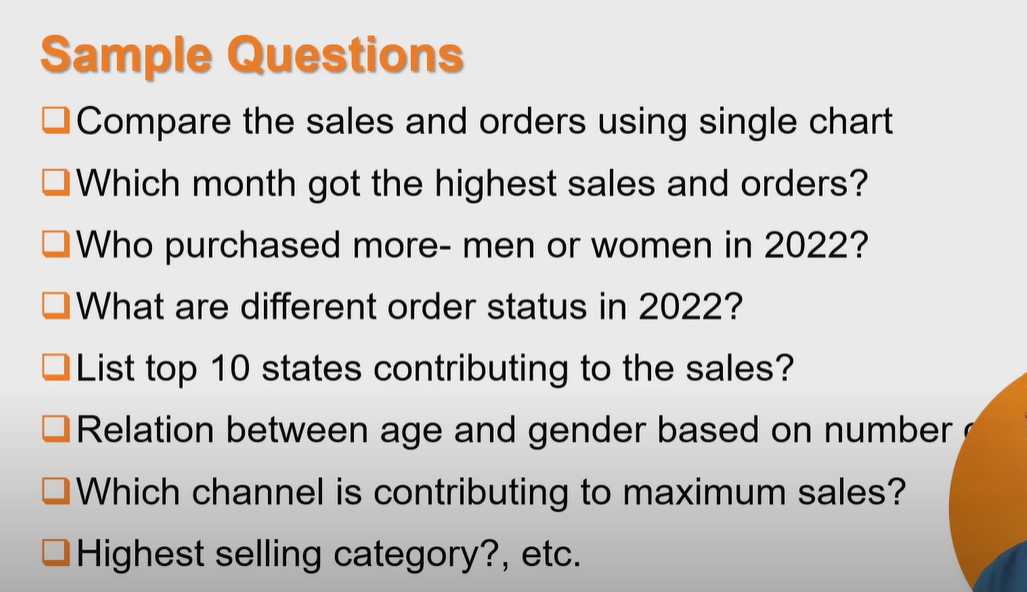 Sample Questions
Compare the sales and orders using single chart
Which month got the highest sales and orders?
Who purchased more- men or women in 2022?
What are different order status in 2022?
List top 10 states contributing to the sales?
Relation between age and gender based on number
Which channel is contributing to maximum sales?
Highest selling category?, etc.